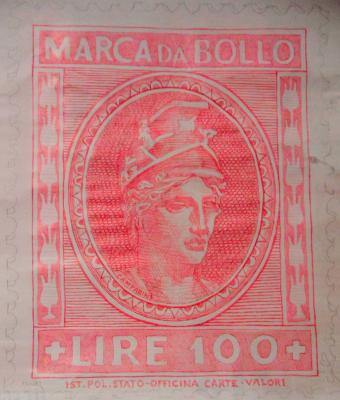 MARCA DA BOLLO
+ LIRE 100 +
IST. POL. STATO - OFFICINA CARTE - VALORI